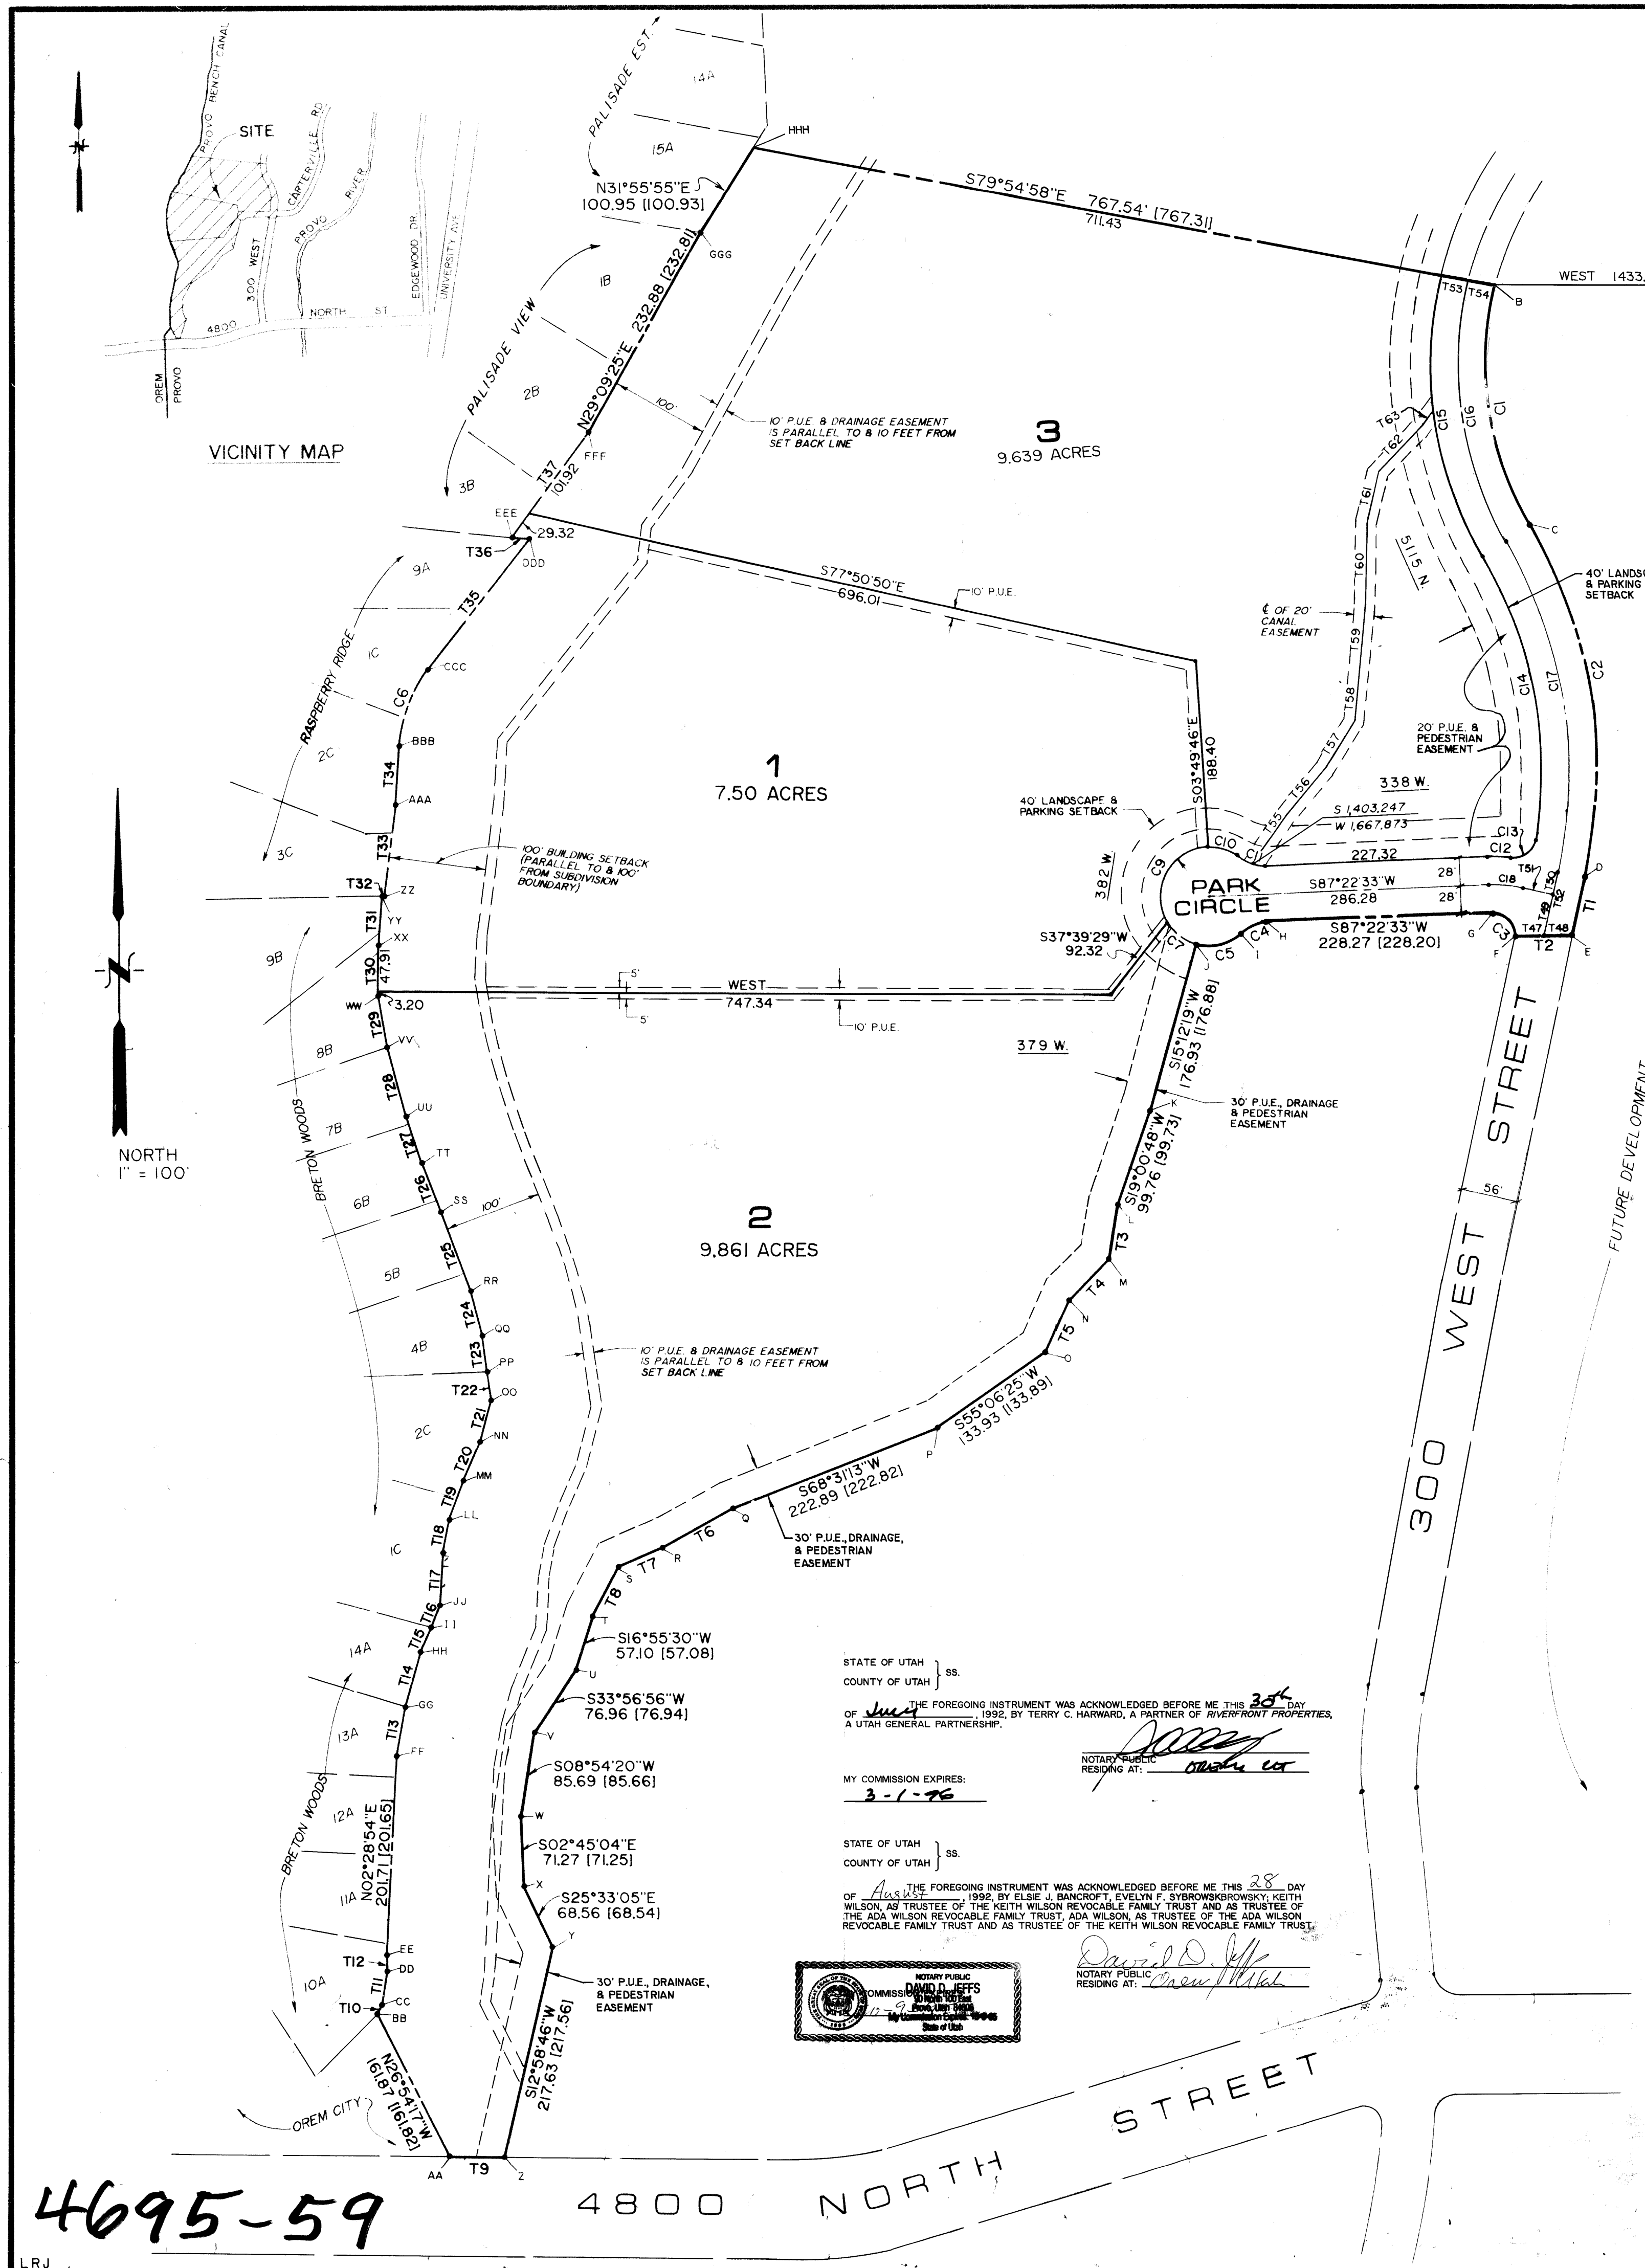 PROVO BENCH CANAL
SITE
CARTERVILLE RD
PROVO RIVER
300 WEST
EDGEWOOD DR.
UNIVERSITY AVE
4800 NORTH ST
OREM
PROVO
VICINITY MAP
PALISADE EST.
14A
15A
HHH
N31°55'55"E
100.95 [100.93]
GGG
S79°54'58"E 767.54' [767.31]
711.43
T53
T54
B
WEST 1433.
PALISADE VIEW
1B
2B
3B
N29°09'25"E 232.88 [232.81]
100'
FFF
T37
101.92
10' P.U.E. & DRAINAGE EASEMENT
IS PARALLEL TO & 10 FEET FROM
SET BACK LINE
3
9.639 ACRES
C15
C16
C1
T63
T62
T61
T60
T59
T58
T57
T56
T55
C
5115 N.
40' LANDS
& PARKING
SETBACK
EEE
29.32
T36
DDD
9A
T35
S77°50'50"E
696.01
10' P.U.E.
℄ OF 20'
CANAL
EASEMENT
RASPBERRY RIDGE
1C
2C
3C
CCC
C6
BBB
T34
AAA
T33
C14
C17
C2
20' P.U.E. &
PEDESTRIAN
EASEMENT
S03°49'46"E
188.40
1
7.50 ACRES
338 W.
S 1,403.247
W 1,667.873
40' LANDSCAPE &
PARKING SETBACK
100' BUILDING SETBACK
(PARALLEL TO & 100'
FROM SUBDIVISION
BOUNDARY)
382 W
C9
C10
C11
C12
C13
227.32
28'
28'
S87°22'33"W
286.28
C18
T51
T50
T49
T52
D
T1
PARK
CIRCLE
T32
ZZ
YY
T31
XX
T30
47.91
9B
S37°39'29"W
92.32
C7
C5
C4
H
I
J
S87°22'33"W
228.27 [228.20]
G
C3
F
T47
T48
T2
E
WW
3.20
5'
5'
WEST
747.34
10' P.U.E.
T29
VV
8B
379 W.
S15°12'19"W
176.93 [176.88]
T28
UU
7B
BRETON WOODS
30' P.U.E., DRAINAGE
& PEDESTRIAN
EASEMENT
K
NORTH
1" = 100'
T27
TT
T26
SS
6B
100'
S19°00'48"W
99.76 [99.73]
56'
FUTURE DEVELOPMENT
2
9.861 ACRES
T25
5B
RR
T3
M
T4
N
T5
O
T24
QQ
4B
T23
PP
10' P.U.E. & DRAINAGE EASEMENT
IS PARALLEL TO & 10 FEET FROM
SET BACK LINE
T22
OO
S55°06'25"W
133.93 [133.89]
T21
NN
2C
P
300 WEST STREET
T20
MM
S68°31'13"W
222.89 [222.82]
T19
LL
Q
T6
30' P.U.E., DRAINAGE,
& PEDESTRIAN
EASEMENT
1C
T18
R
T7
S
T17
T8
JJ
T16
II
T15
T
14A
HH
S16°55'30"W
57.10 [57.08]
U
T14
GG
S33°56'56"W
76.96 [76.94]
13A
T13
V
FF
S08°54'20"W
85.69 [85.66]
BRETON WOODS
12A
W
N02°28'54"E
201.71 [201.65]
S02°45'04"E
71.27 [71.25]
11A
X
S25°33'05"E
68.56 [68.54]
Y
EE
T12
DD
10A
T11
CC
T10
BB
30' P.U.E., DRAINAGE,
& PEDESTRIAN
EASEMENT
S12°58'46"W
217.63 [217.56]
N26°54'17"W
161.87 [161.82]
OREM CITY
AA
T9
Z
STATE OF UTAH
COUNTY OF UTAH } SS.
THE FOREGOING INSTRUMENT WAS ACKNOWLEDGED BEFORE ME THIS 30th DAY
OF July, 1992, BY TERRY C. HARWARD, A PARTNER OF RIVERFRONT PROPERTIES,
A UTAH GENERAL PARTNERSHIP.
NOTARY PUBLIC
RESIDING AT: OREM UT
MY COMMISSION EXPIRES:
3-1-96
STATE OF UTAH
COUNTY OF UTAH } SS.
THE FOREGOING INSTRUMENT WAS ACKNOWLEDGED BEFORE ME THIS 28 DAY
OF August, 1992, BY ELSIE J. BANCROFT, EVELYN F. SYBROWSKBROWSKY; KEITH
WILSON, AS TRUSTEE OF THE KEITH WILSON REVOCABLE FAMILY TRUST AND AS TRUSTEE OF
THE ADA WILSON REVOCABLE FAMILY TRUST, ADA WILSON, AS TRUSTEE OF THE ADA WILSON
REVOCABLE FAMILY TRUST AND AS TRUSTEE OF THE KEITH WILSON REVOCABLE FAMILY TRUST.
David D. Jeffs
NOTARY PUBLIC
RESIDING AT: Orem, Utah
NOTARY PUBLIC
DAVID D. JEFFS
90 North 100 East
Provo, Utah
State of Utah
4800 NORTH STREET
4695-59
LRJ